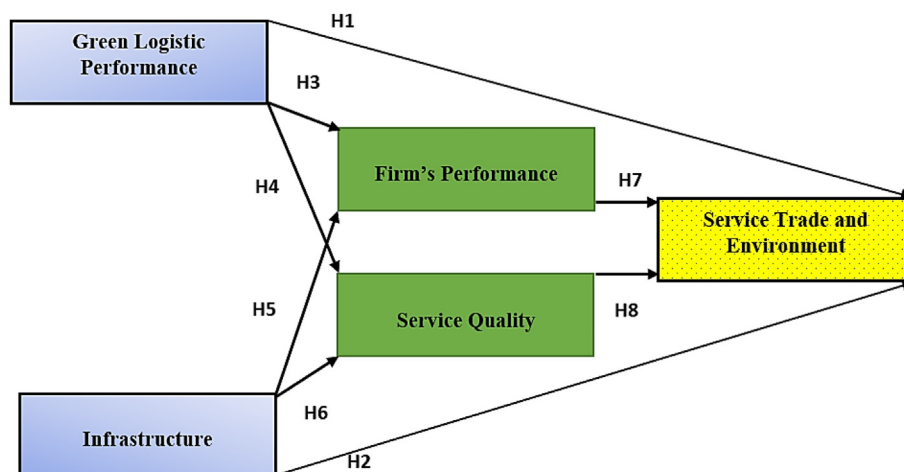 H1
Green Logistic
Performance
H3
Firm's Performance
H4
H7
Service Trade and
Environment
H5
Service Quality
H8
H6
Infrastructure
H2